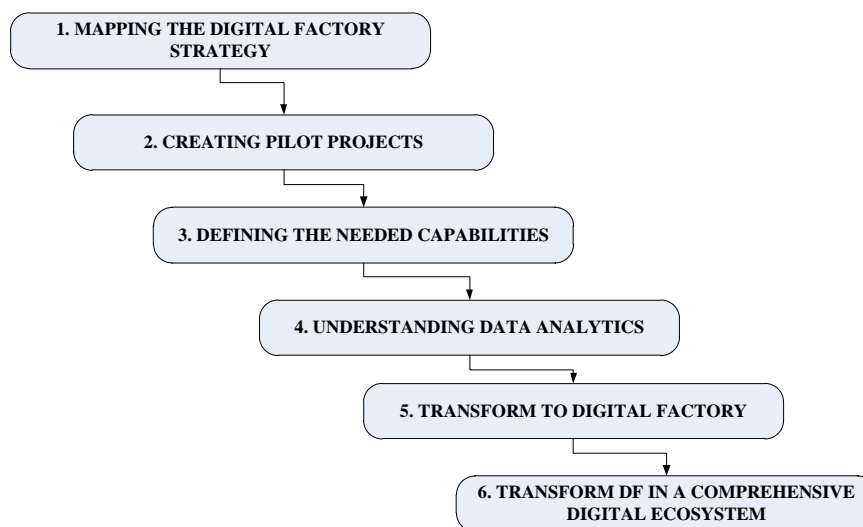 1. MAPPING THE DIGITAL FACTORY
STRATEGY
2. CREATING PILOT PROJECTS
3. DEFINING THE NEEDED CAPABILITIES
4. UNDERSTANDING DATA ANALYTICS
5. TRANSFORM TO DIGITAL FACTORY
6. TRANSFORM DF IN A COMPREHENSIVE
DIGITAL ECOSYSTEM